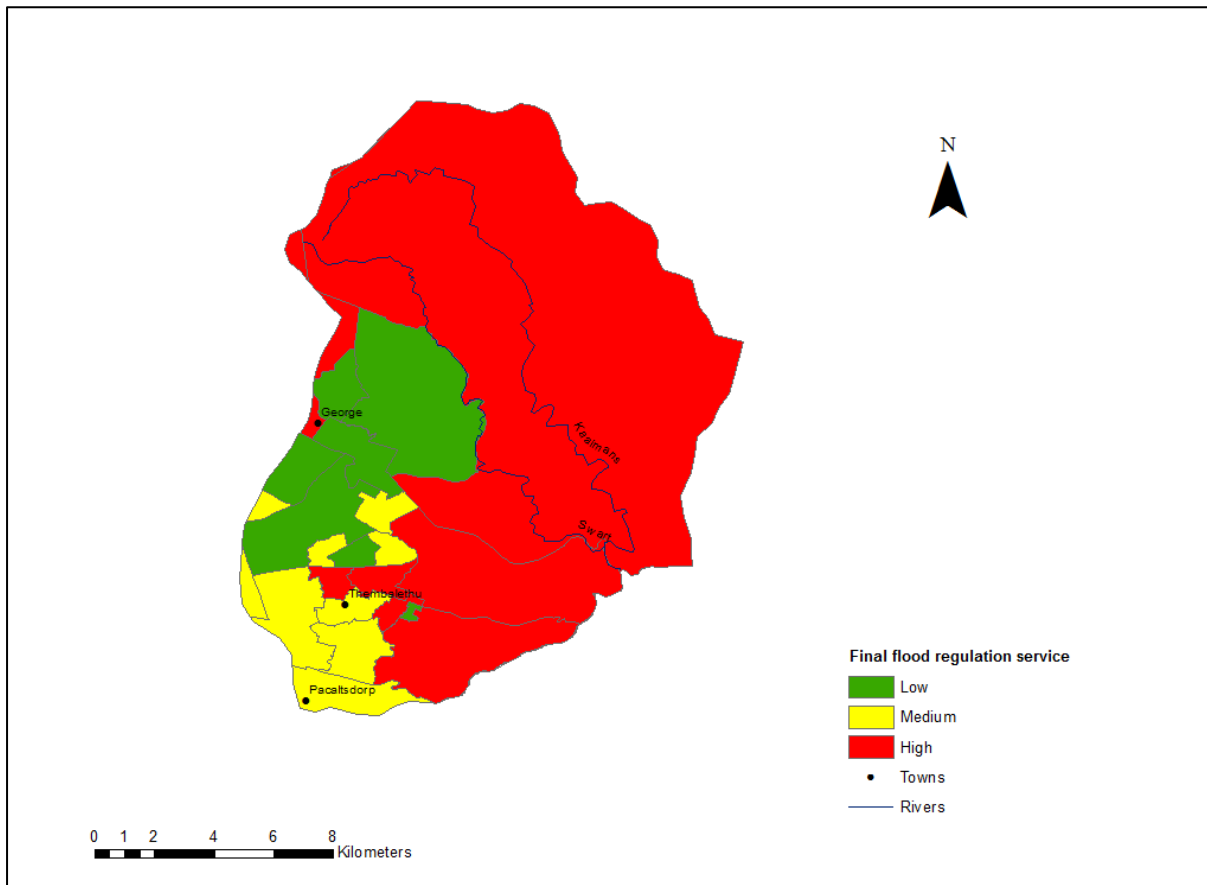 N
George
Kaaimans
Swart
Thembalethu
Pacaltsdorp
Final flood regulation service
Low
Medium
High
Towns
Rivers
0 1 2 4 6 8
Kilometers